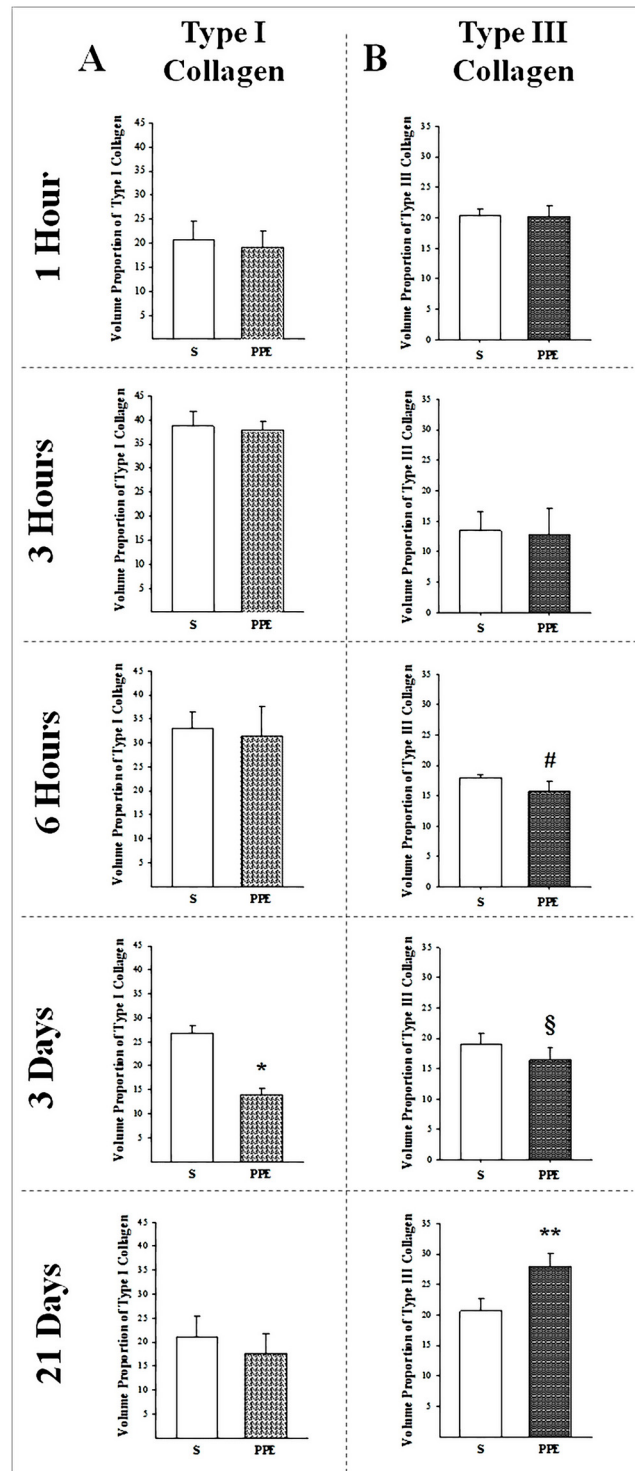 A
Type I
Collagen
B
Type III
Collagen
1 Hour
Volume Proportion of Type I Collagen
45
40
35
30
25
20
15
10
5
S
PPE
Volume Proportion of Type III Collagen
35
30
25
20
15
10
5
0
S
PPE
3 Hours
Volume Proportion of Type I Collagen
45
40
35
30
25
20
15
10
5
S
PPE
Volume Proportion of Type III Collagen
35
30
25
20
15
10
5
0
S
PPE
6 Hours
Volume Proportion of Type I Collagen
45
40
35
30
25
20
15
10
5
S
PPE
Volume Proportion of Type III Collagen
35
30
25
20
15
10
5
0
#
S
PPE
3 Days
Volume Proportion of Type I Collagen
45
40
35
30
25
20
15
10
5
*
S
PPE
Volume Proportion of Type III Collagen
35
30
25
20
15
10
5
0
§
S
PPE
21 Days
Volume Proportion of Type I Collagen
45
40
35
30
25
20
15
10
5
S
PPE
Volume Proportion of Type III Collagen
35
30
25
20
15
10
5
0
**
S
PPE